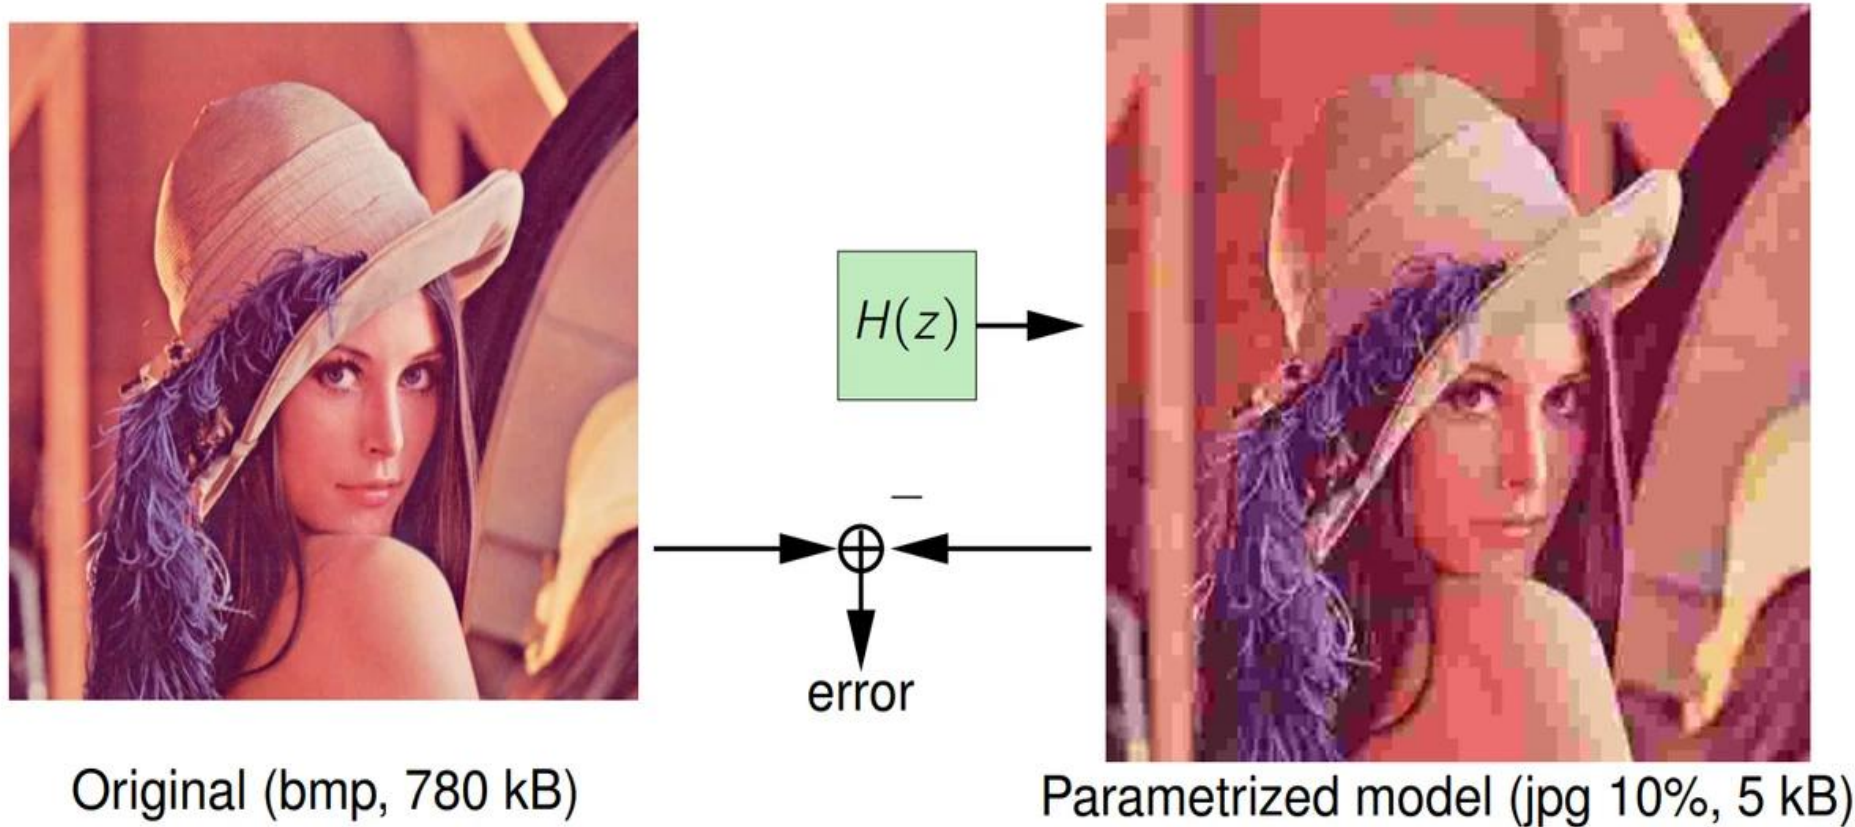 H(z)
−
error
Original (bmp, 780 kB)
Parametrized model (jpg 10%, 5 kB)